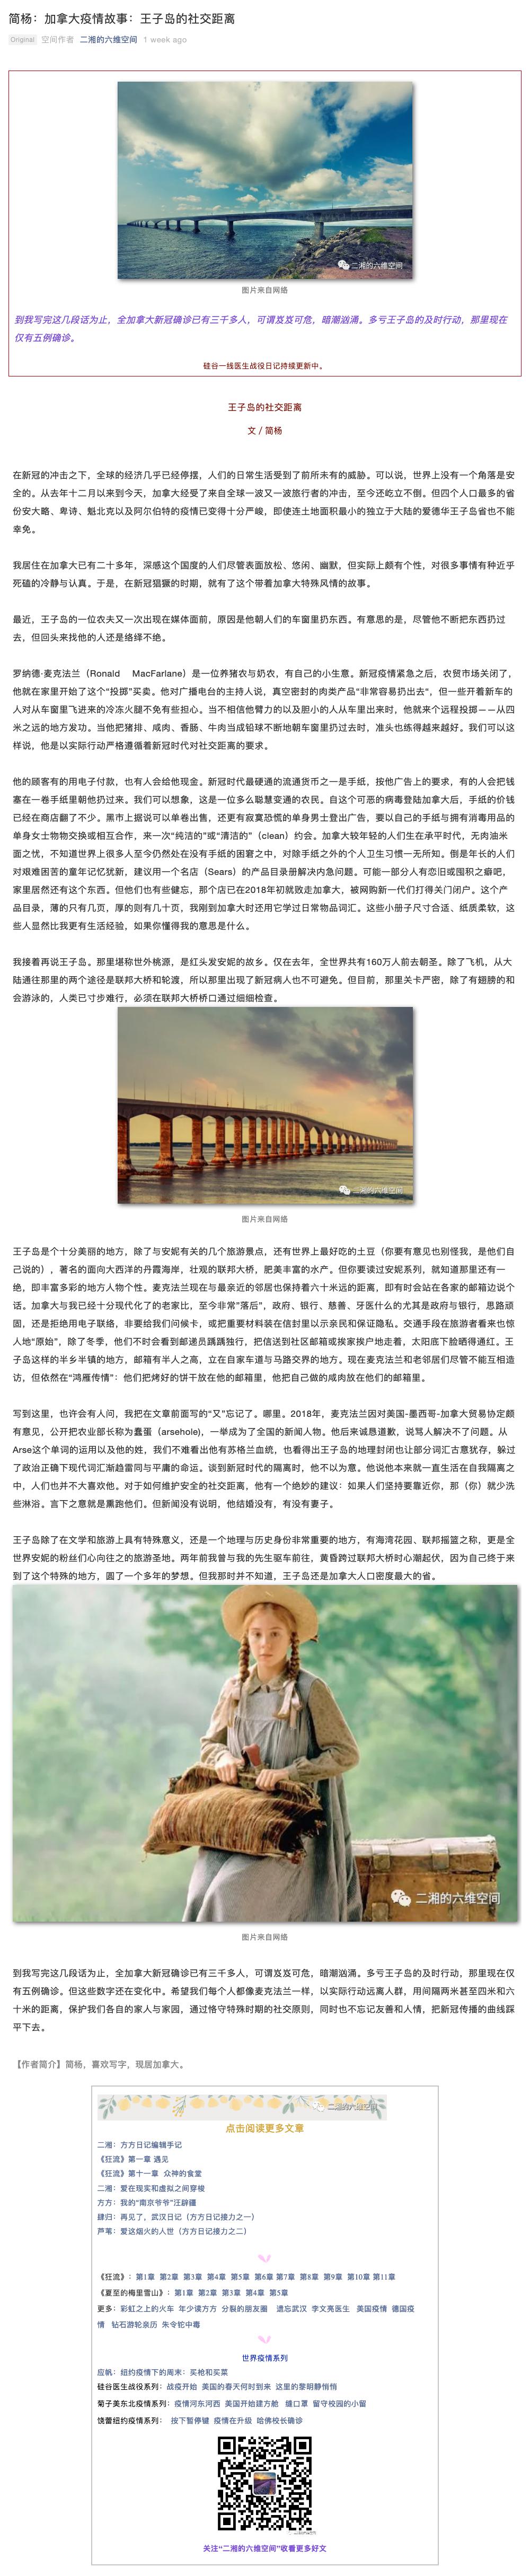 简杨：加拿大疫情故事：王子岛的社交距离
Original 空间作者 二湘的六维空间 1 week ago
二湘的六维空间
图片来自网络
到我写完这几段话为止，全加拿大新冠确诊已有三千多人，可谓岌岌可危，暗潮汹涌。多亏王子岛的及时行动，那里现在
仅有五例确诊。
硅谷一线医生战役日记持续更新中。
王子岛的社交距离
文 / 简杨
在新冠的冲击之下，全球的经济几乎已经停摆，人们的日常生活受到了前所未有的威胁。可以说，世界上没有一个角落是安
全的。从去年十二月以来到今天，加拿大经受了来自全球一波又一波旅行者的冲击，至今还屹立不倒。但四个人口最多的省
份安大略、卑诗、魁北克以及阿尔伯特的疫情已变得十分严峻，即使连土地面积最小的独立于大陆的爱德华王子岛省也不能
幸免。
我居住在加拿大已有二十多年，深感这个国度的人们尽管表面放松、悠闲、幽默，但实际上颇有个性，对很多事情有种近乎
死磕的冷静与认真。于是，在新冠猖獗的时期，就有了这个带着加拿大特殊风情的故事。
最近，王子岛的一位农夫又一次出现在媒体面前，原因是他朝人们的车窗里扔东西。有意思的是，尽管他不断把东西扔过
去，但回头来找他的人还是络绎不绝。
罗纳德·麦克法兰（Ronald MacFarlane）是一位养猪农与奶农，有自己的小生意。新冠疫情紧急之后，农贸市场关闭了，
他就在家里开始了这个“投掷”买卖。他对广播电台的主持人说，真空密封的肉类产品“非常容易扔出去”，但一些开着新车的
人对从车窗里飞进来的冷冻火腿不免有些担心。当不相信他臂力的以及胆小的人从车里出来时，他就来个远程投掷——从四
米之远的地方发功。当他把猪排、咸肉、香肠、牛肉当成铅球不断地朝车窗里扔过去时，准头也练得越来越好。我们可以这
样说，他是以实际行动严格遵循着新冠时代对社交距离的要求。
他的顾客有的用电子付款，也有人会给他现金。新冠时代最硬通的流通货币之一是手纸，按他广告上的要求，有的人会把钱
塞在一卷手纸里朝他扔过来。我们可以想象，这是一位多么聪慧变通的农民。自这个可恶的病毒登陆加拿大后，手纸的价钱
已经在商店翻了不少。黑市上据说可以单卷出售，还更有寂寞恐慌的单身男士登出广告，要以自己的手纸与拥有消毒用品的
单身女士物物交换或相互合作，来一次“纯洁的”或“清洁的”（clean）约会。加拿大较年轻的人们生在承平时代，无肉油米
面之忧，不知道世界上很多人至今仍然处在没有手纸的困窘之中，对除手纸之外的个人卫生习惯一无所知。倒是年长的人们
对艰难困苦的童年记忆犹新，建议用一个名店（Sears）的产品目录册解决内急问题。可能一部分人有恋旧或囤积之癖吧，
家里居然还有这个东西。但他们也有些健忘，那个店已在2018年初就败走加拿大，被网购新一代们打得关门闭户。这个产
品目录，薄的只有几页，厚的则有几十页，我刚到加拿大时还用它学过日常物品词汇。这些小册子尺寸合适、纸质柔软，这
些人显然比我更有生活经验，如果你懂得我的意思是什么。
我接着再说王子岛。那里堪称世外桃源，是红头发安妮的故乡。仅在去年，全世界共有160万人前去朝圣。除了飞机，从大
陆通往那里的两个途径是联邦大桥和轮渡，所以那里出现了新冠病人也不可避免。但目前，那里关卡严密，除了有翅膀的和
会游泳的，人类已寸步难行，必须在联邦大桥桥口通过细细检查。
二湘的六维空间
图片来自网络
王子岛是个十分美丽的地方，除了与安妮有关的几个旅游景点，还有世界上最好吃的土豆（你要有意见也别怪我，是他们自
己说的），著名的面向大西洋的丹霞海岸，壮观的联邦大桥，肥美丰富的水产。但你要读过安妮系列，就知道那里还有一
绝，即丰富多彩的地方人物个性。麦克法兰现在与最亲近的邻居也保持着六十米远的距离，即有时会站在各家的邮箱边说个
话。加拿大与我已经十分现代化了的老家比，至今非常“落后”，政府、银行、慈善、牙医什么的尤其是政府与银行，思路顽
固，还是拒绝用电子联络，非要给我们问候卡，或把重要材料装在信封里以示亲民和保证隐私。交通手段在旅游者看来也惊
人地“原始”，除了冬季，他们不时会看到邮递员踽踽独行，把信送到社区邮箱或挨家挨户地走着，太阳底下脸晒得通红。王
子岛这样的半乡半镇的地方，邮箱有半人之高，立在自家车道与马路交界的地方。现在麦克法兰和老邻居们尽管不能互相造
访，但依然在“鸿雁传情”：他们把烤好的饼干放在他的邮箱里，他把自己做的咸肉放在他们的邮箱里。
写到这里，也许会有人问，我把在文章前面写的“又”忘记了。哪里。2018年，麦克法兰因对美国-墨西哥-加拿大贸易协定颇
有意见，公开把农业部长称为蠢蛋（arsehole)，一举成为了全国的新闻人物。他后来诚恳道歉，说骂人解决不了问题。从
Arse这个单词的运用以及他的姓，我们不难看出他有苏格兰血统，也看得出王子岛的地理封闭也让部分词汇古意犹存，躲过
了政治正确下现代词汇渐趋雷同与平庸的命运。谈到新冠时代的隔离时，他不以为意。他说他本来就一直生活在自我隔离之
中，人们也并不大喜欢他。对于如何维护安全的社交距离，他有一个绝妙的建议：如果人们坚持要靠近你，那（你）就少洗
些淋浴。言下之意就是熏跑他们。但新闻没有说明，他结婚没有，有没有妻子。
王子岛除了在文学和旅游上具有特殊意义，还是一个地理与历史身份非常重要的地方，有海湾花园、联邦摇篮之称，更是全
世界安妮的粉丝们心向往之的旅游圣地。两年前我曾与我的先生驱车前往，黄昏跨过联邦大桥时心潮起伏，因为自己终于来
到了这个特殊的地方，圆了一个多年的梦想。但我那时并不知道，王子岛还是加拿大人口密度最大的省。
二湘的六维空间
图片来自网络
到我写完这几段话为止，全加拿大新冠确诊已有三千多人，可谓岌岌可危，暗潮汹涌。多亏王子岛的及时行动，那里现在仅
有五例确诊。但这些数字还在变化中。希望我们每个人都像麦克法兰一样，以实际行动远离人群，用间隔两米甚至四米和六
十米的距离，保护我们各自的家人与家园，通过恪守特殊时期的社交原则，同时也不忘记友善和人情，把新冠传播的曲线踩
平下去。
【作者简介】简杨，喜欢写字，现居加拿大。
二湘的六维空间
点击阅读更多文章
二湘：方方日记编辑手记
《狂流》第一章 遇见
《狂流》第十一章 众神的食堂
二湘：爱在现实和虚拟之间穿梭
方方：我的“南京爷爷”汪辟疆
肆归：再见了，武汉日记（方方日记接力之一）
芦苇：爱这烟火的人世（方方日记接力之二）
《狂流》：第1章 第2章 第3章 第4章 第5章 第6章 第7章 第8章 第9章 第10章 第11章
《夏至的梅里雪山》：第1章 第2章 第3章 第4章 第5章
更多：彩虹之上的火车 年少读方方 分裂的朋友圈 遗忘武汉 李文亮医生 美国疫情 德国疫
情 钻石游轮亲历 朱令铊中毒
世界疫情系列
应帆：纽约疫情下的周末：买枪和买菜
硅谷医生战役系列：战疫开始 美国的春天何时到来 这里的黎明静悄悄
菊子美东北疫情系列：疫情河东河西 美国开始建方舱 缝口罩 留守校园的小留
饶蕾纽约疫情系列： 按下暂停键 疫情在升级 哈佛校长确诊
关注“二湘的六维空间”收看更多好文